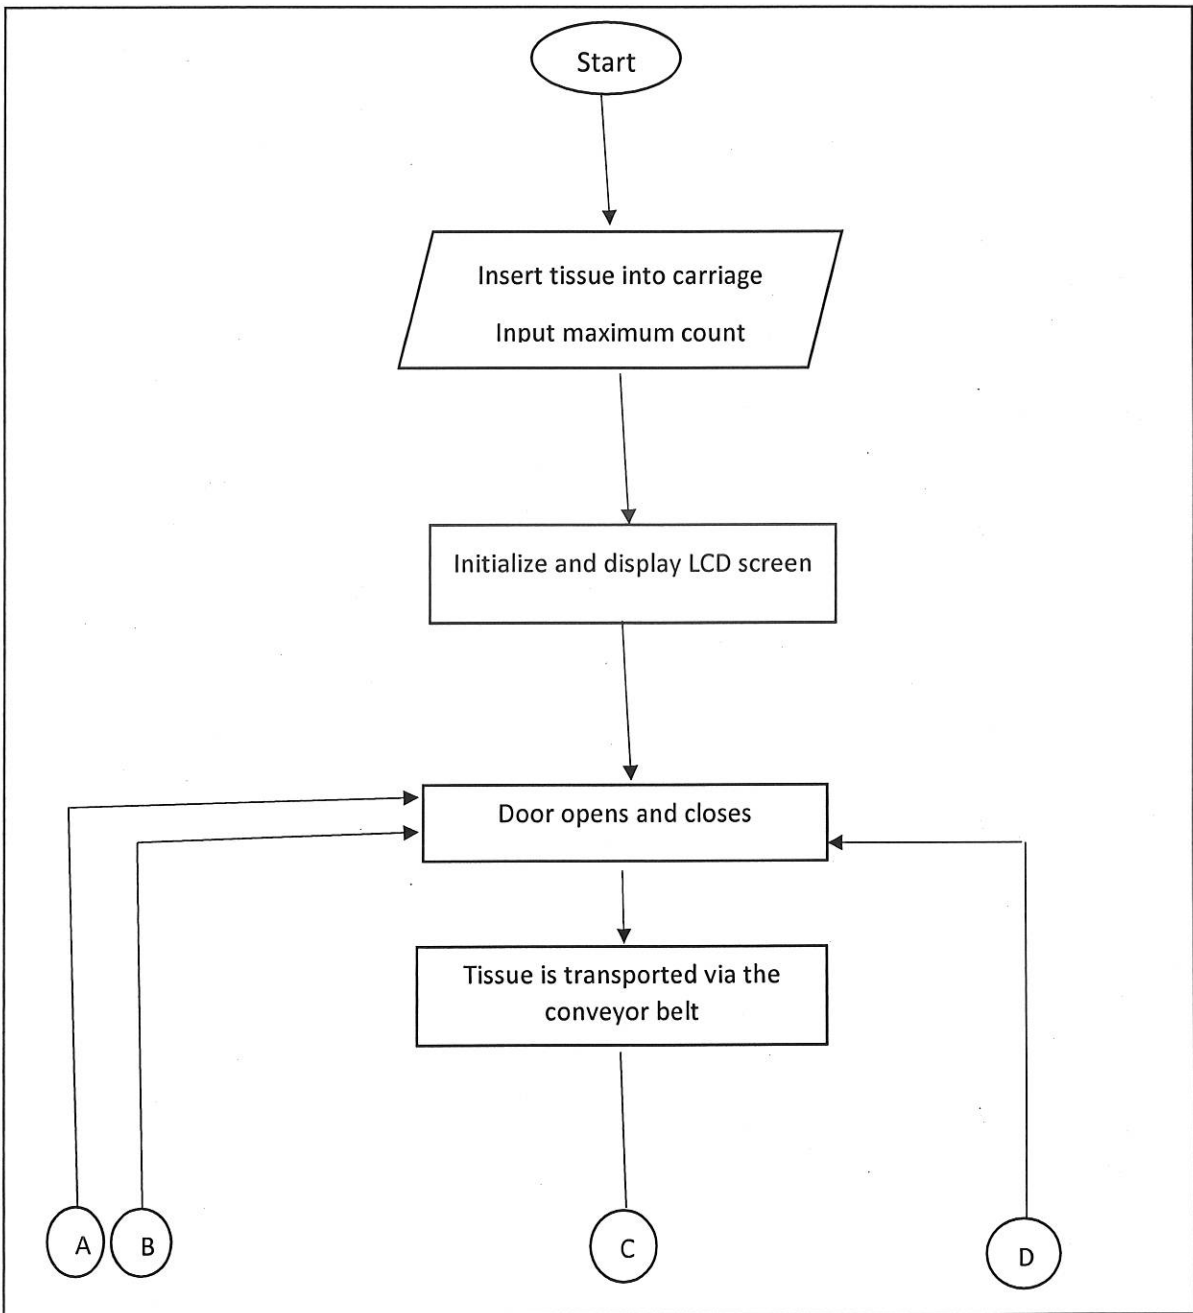 Start
Insert tissue into carriage
Input maximum count
Initialize and display LCD screen
Door opens and closes
Tissue is transported via the
conveyor belt
A
B
C
D